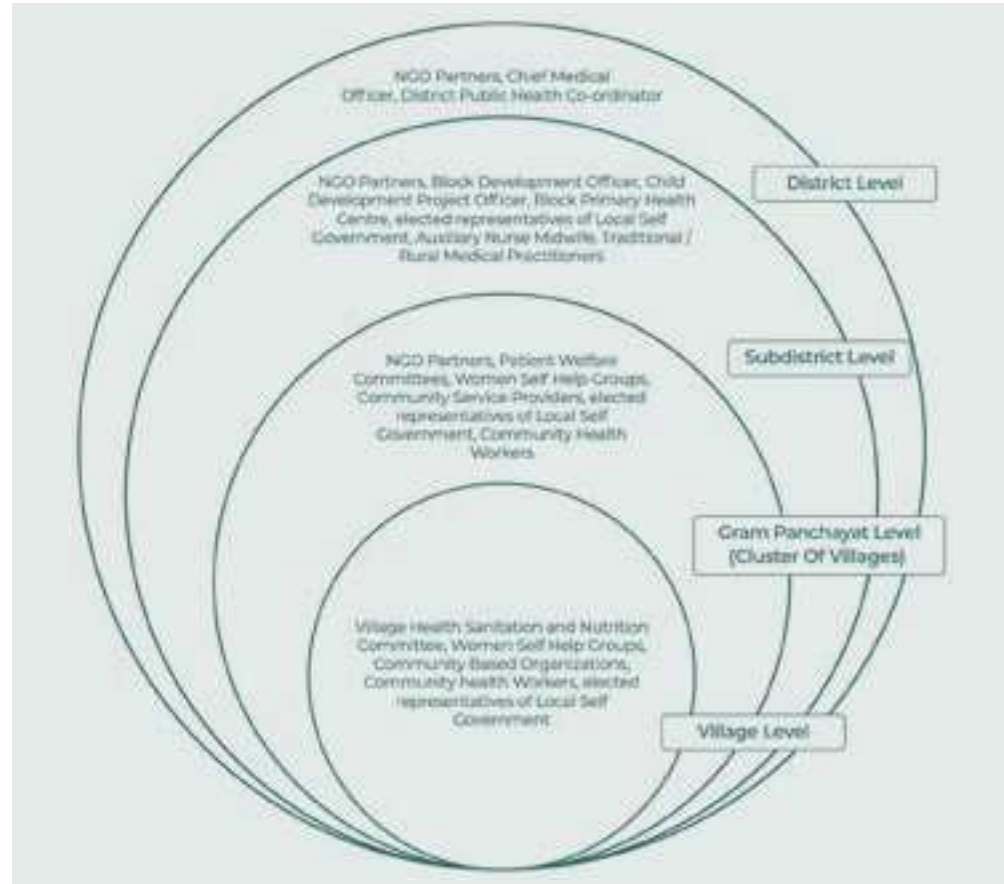 NGO Partners, Chief Medical
Officer, District Public Health Co-ordinator
District Level
NGO Partners, Block Development Officer, Child
Development Project Officer, Block Primary Health
Centre, elected representatives of Local Self
Government, Auxiliary Nurse Midwife, Traditional /
Rural Medical Practitioners
Subdistrict Level
NGO Partners, Patient Welfare
Committees, Women Self Help Groups,
Community Service Providers, elected
representatives of Local Self
Government, Community Health
Workers
Gram Panchayat Level
(Cluster Of Villages)
Village Health Sanitation and Nutrition
Committee, Women Self Help Groups,
Community Based Organizations,
Community health Workers, elected
representatives of Local Self
Government
Village Level